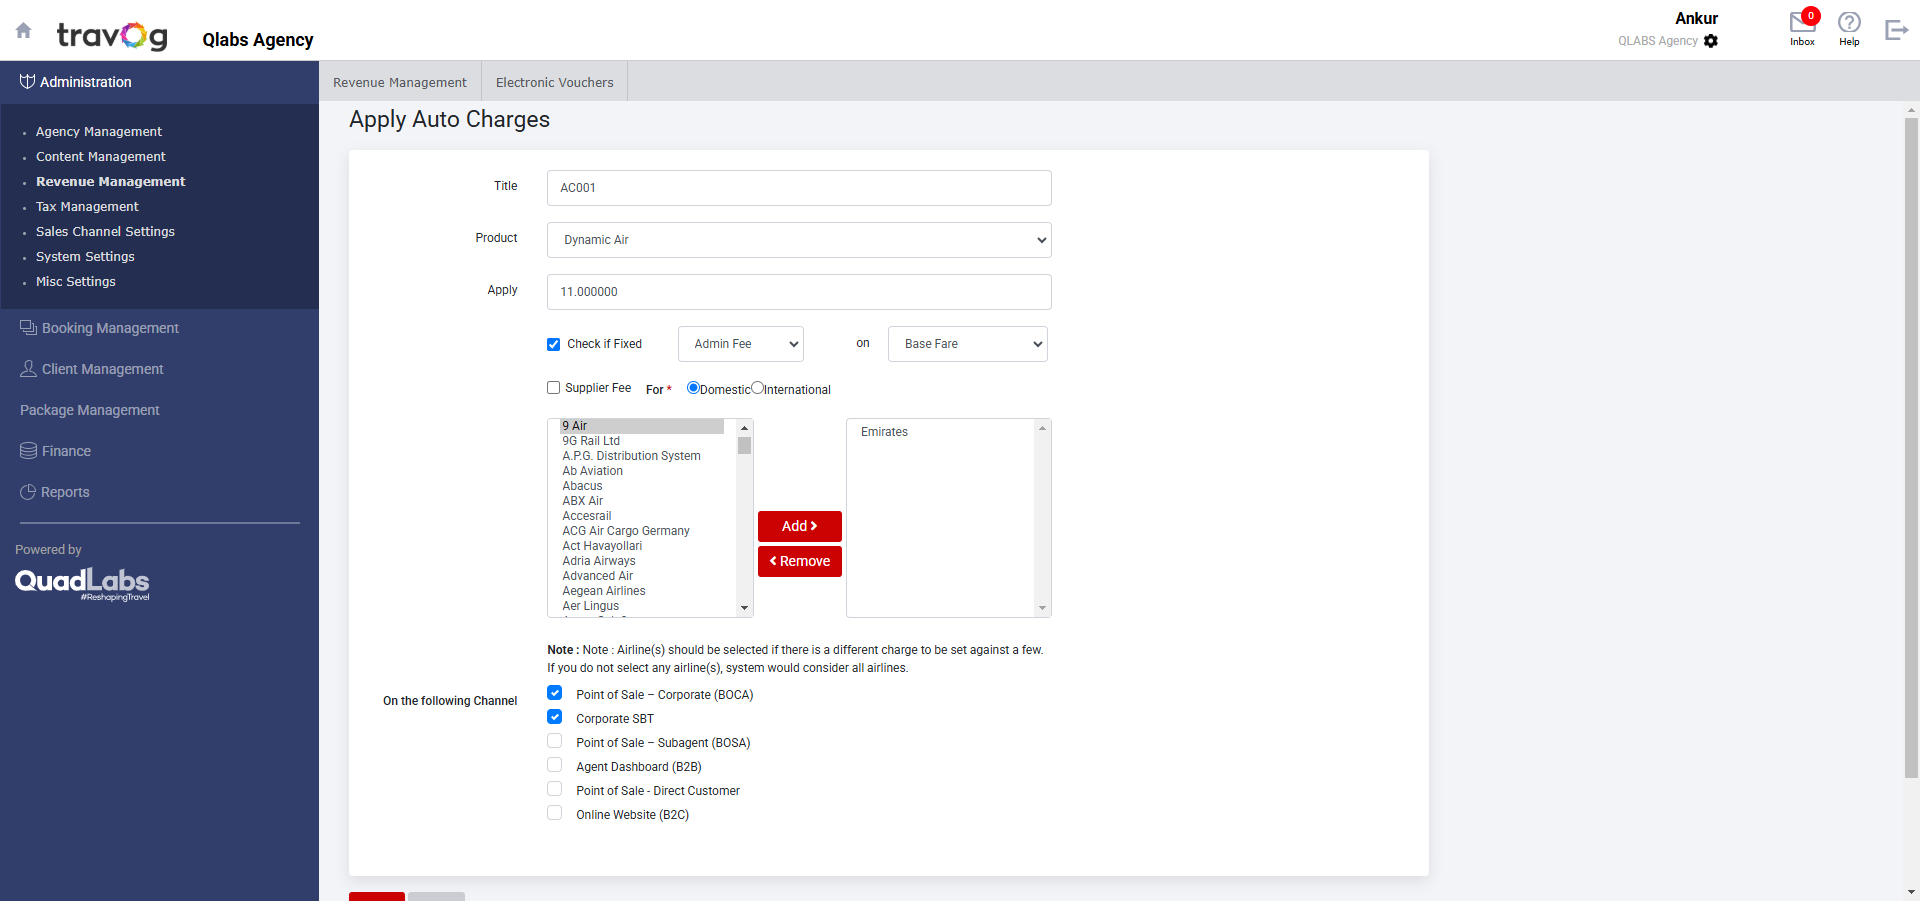 travog
Qlabs Agency
Ankur
QLABS Agency
0
Inbox
Help
Administration
Agency Management
Content Management
Revenue Management
Tax Management
Sales Channel Settings
System Settings
Misc Settings
Booking Management
Client Management
Package Management
Finance
Reports
Powered by
QuadLabs
#ReshapingTravel
Revenue Management
Electronic Vouchers
Apply Auto Charges
Title
AC001
Product
Dynamic Air
Apply
11.000000
Check if Fixed
Admin Fee
on
Base Fare
Supplier Fee
For *
Domestic
International
9 Air
9G Rail Ltd
A.P.G. Distribution System
Ab Aviation
Abacus
ABX Air
Accesrail
ACG Air Cargo Germany
Act Havayollari
Adria Airways
Advanced Air
Aegean Airlines
Aer Lingus
Add
Remove
Emirates
Note : Note : Airline(s) should be selected if there is a different charge to be set against a few.
If you do not select any airline(s), system would consider all airlines.
On the following Channel
Point of Sale – Corporate (BOCA)
Corporate SBT
Point of Sale – Subagent (BOSA)
Agent Dashboard (B2B)
Point of Sale - Direct Customer
Online Website (B2C)